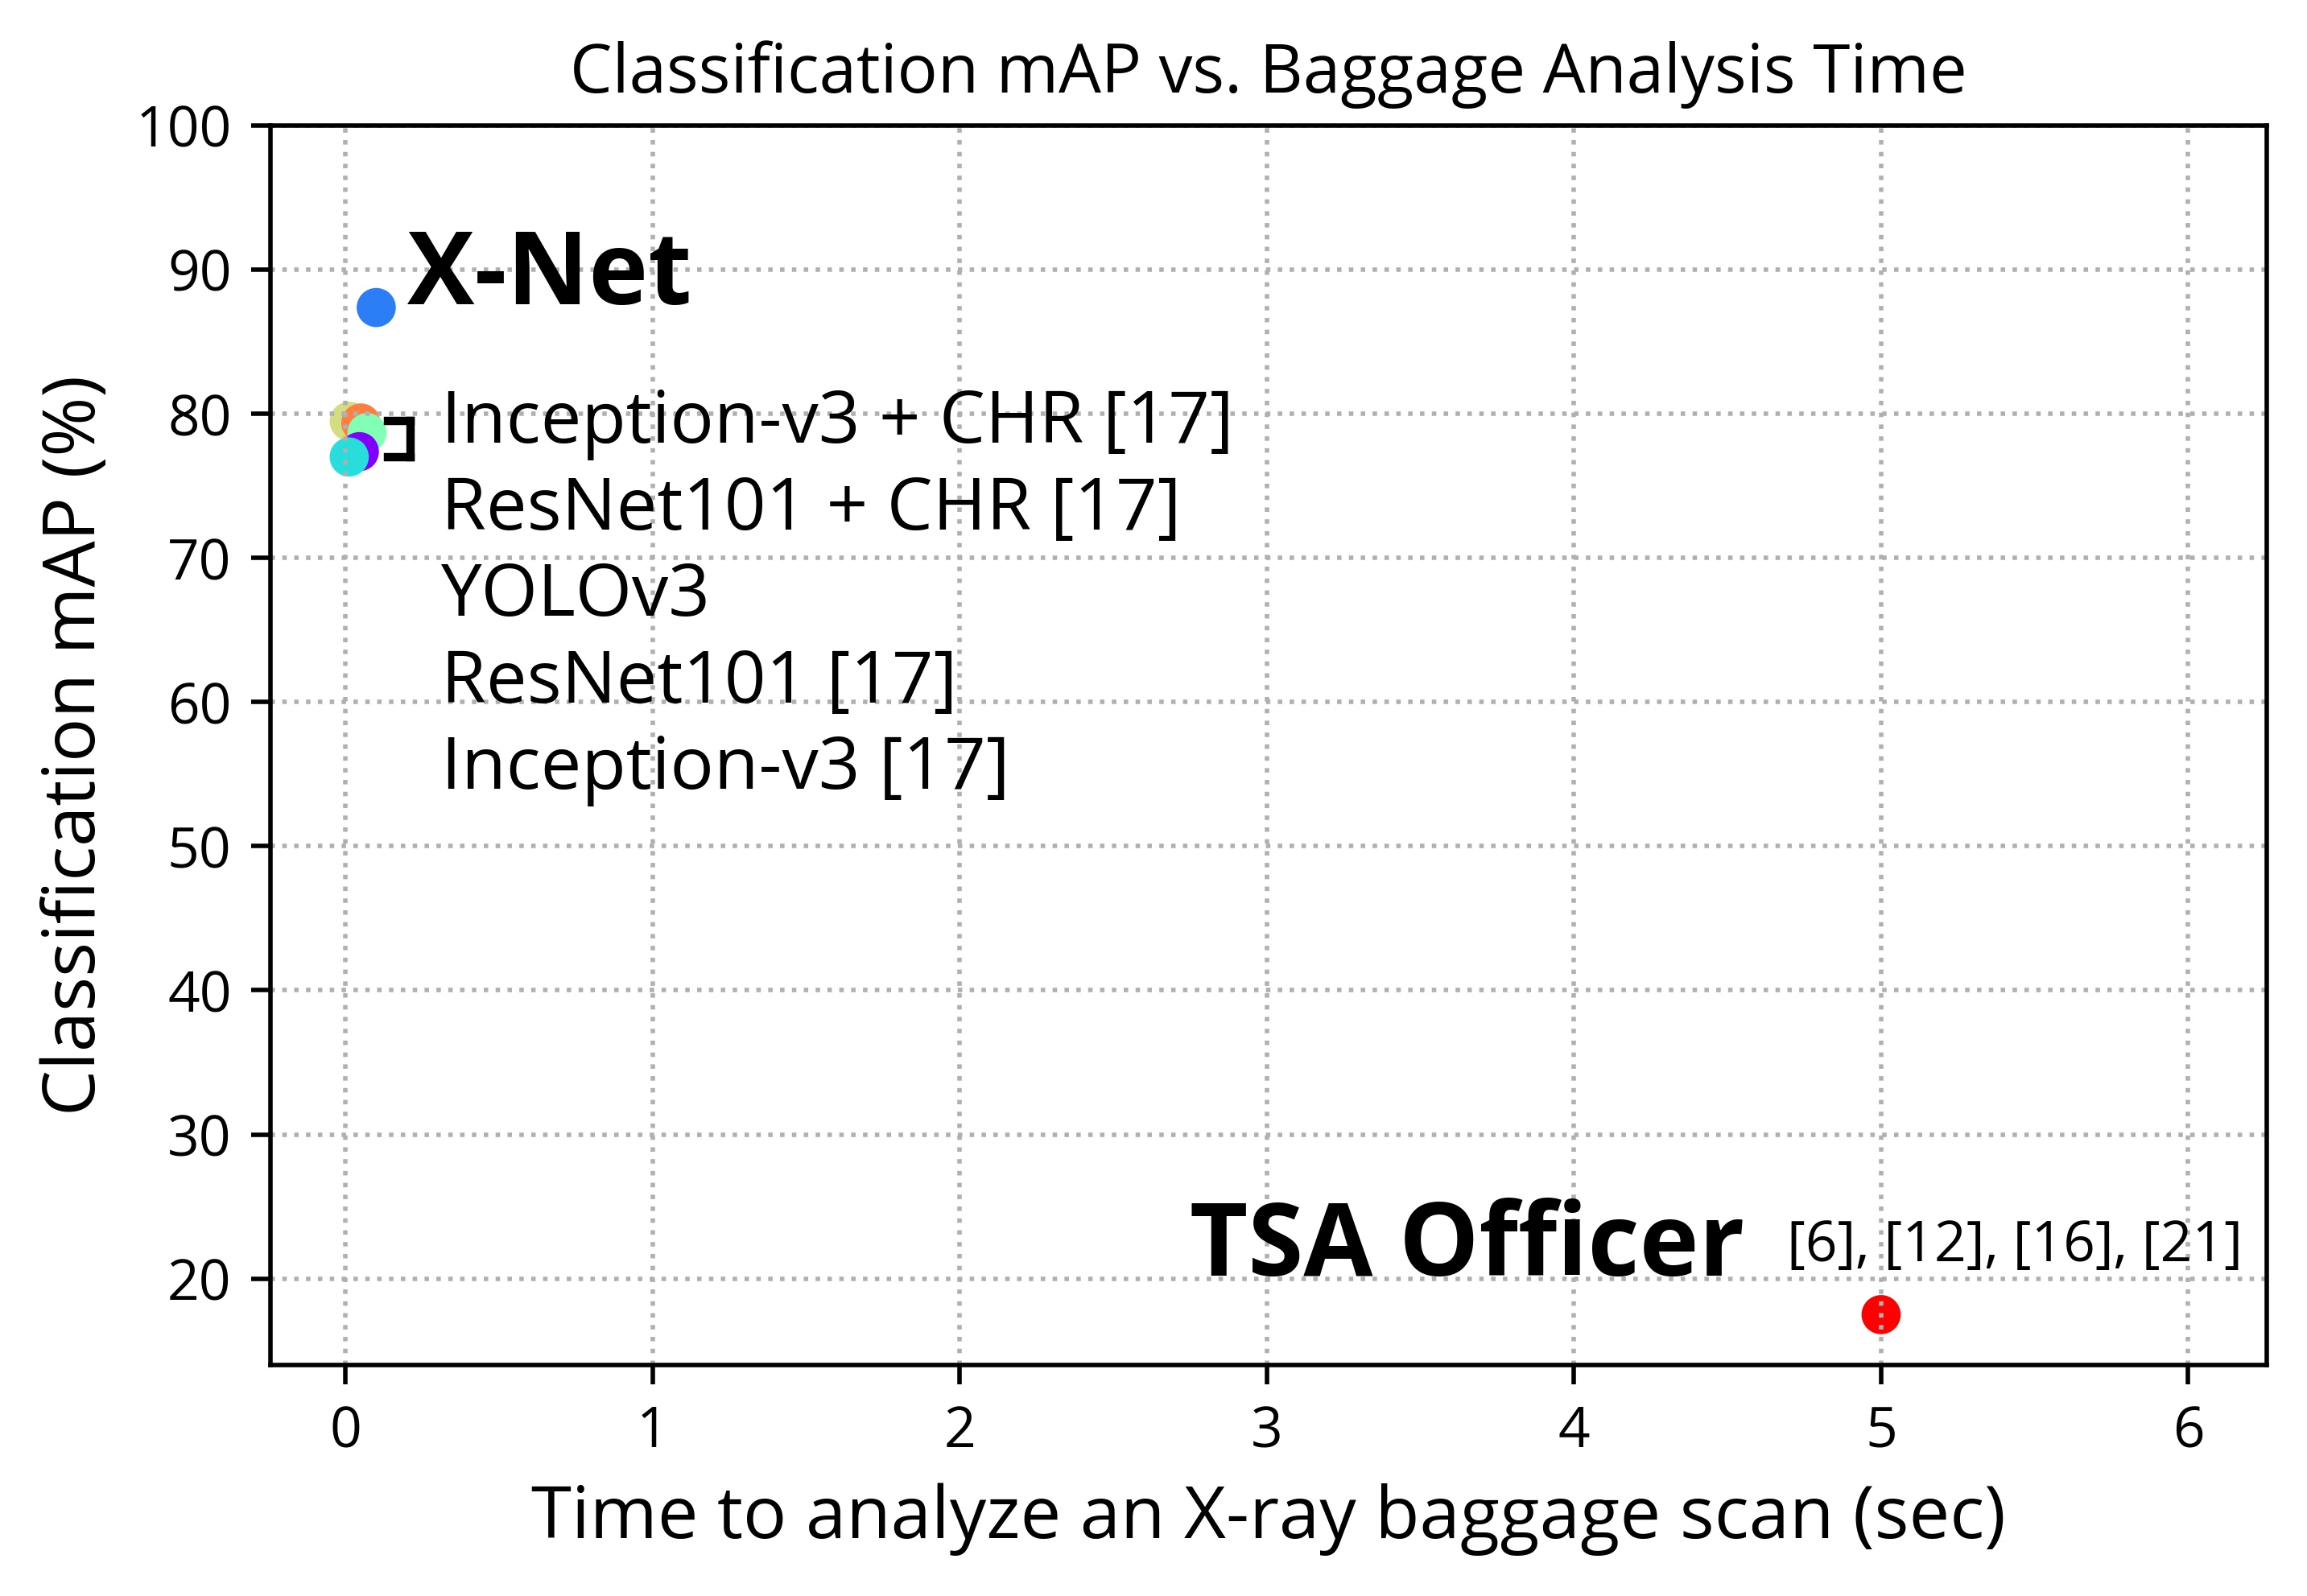 Classification mAP vs. Baggage Analysis Time
Classification mAP (%)
100
90
80
70
60
50
40
30
20
X-Net
Inception-v3 + CHR [17]
ResNet101 + CHR [17]
YOLOv3
ResNet101 [17]
Inception-v3 [17]
TSA Officer [6], [12], [16], [21]
0 1 2 3 4 5 6
Time to analyze an X-ray baggage scan (sec)